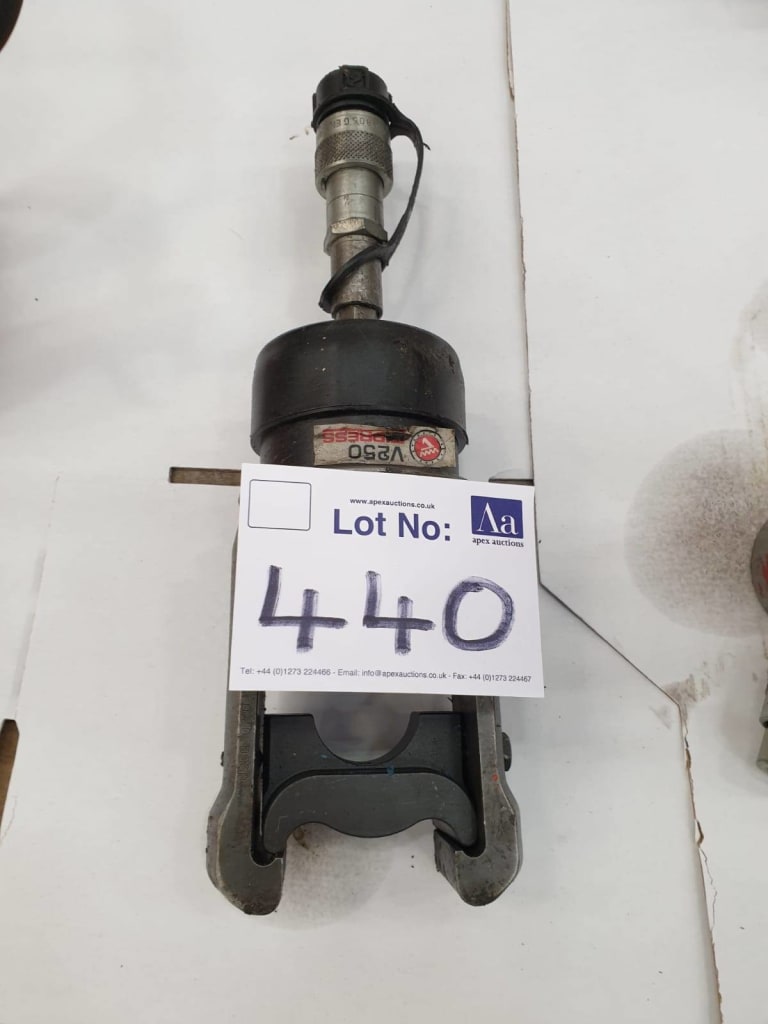 V250
www.apexauctions.co.uk
Lot No:
Aa
apex auctions
440
Tel: +44 (0)1273 224466 - Email: info@apexauctions.co.uk - Fax: +44 (0)1273 224467